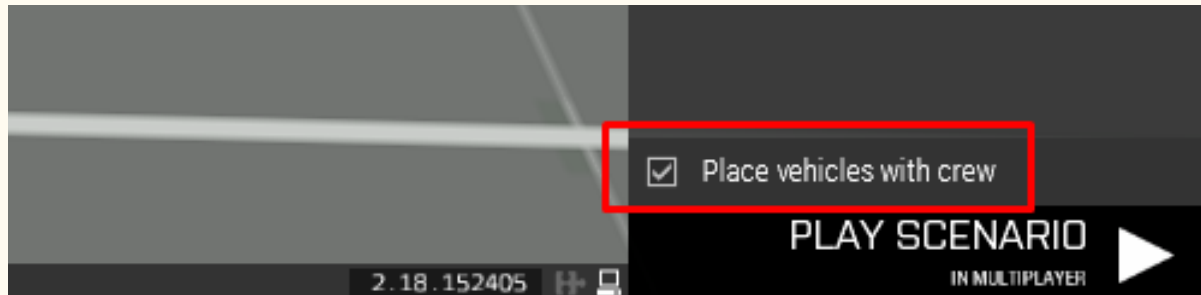 Place vehicles with crew
PLAY SCENARIO
IN MULTIPLAYER
2.18.152405